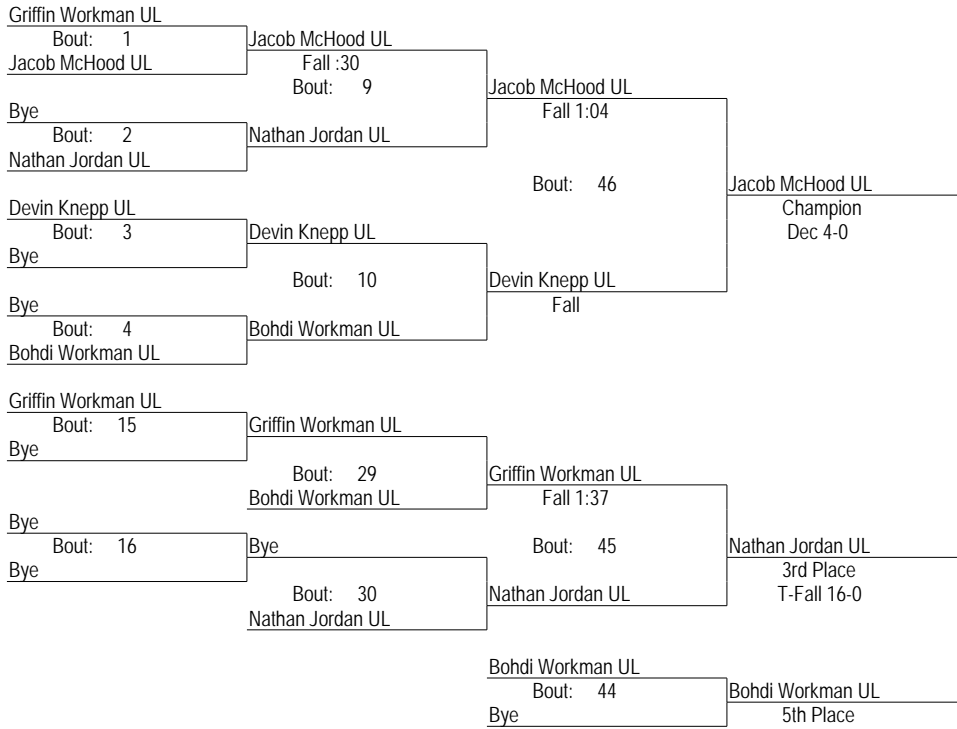 Griffin Workman UL
Bout: 1
Jacob McHood UL
Jacob McHood UL
Fall :30
Bout: 9
Jacob McHood UL
Fall 1:04
Bye
Bout: 2
Nathan Jordan UL
Nathan Jordan UL
Bout: 46
Jacob McHood UL
Champion
Dec 4-0
Devin Knepp UL
Bout: 3
Devin Knepp UL
Bye
Bout: 10
Devin Knepp UL
Fall
Bye
Bout: 4
Bohdi Workman UL
Bohdi Workman UL
Griffin Workman UL
Bout: 15
Griffin Workman UL
Bye
Bout: 29
Griffin Workman UL
Bohdi Workman UL
Fall 1:37
Bye
Bout: 16
Bye
Bout: 45
Nathan Jordan UL
Bye
3rd Place
Bout: 30
Nathan Jordan UL
T-Fall 16-0
Nathan Jordan UL
Bohdi Workman UL
Bout: 44
Bohdi Workman UL
Bye
5th Place